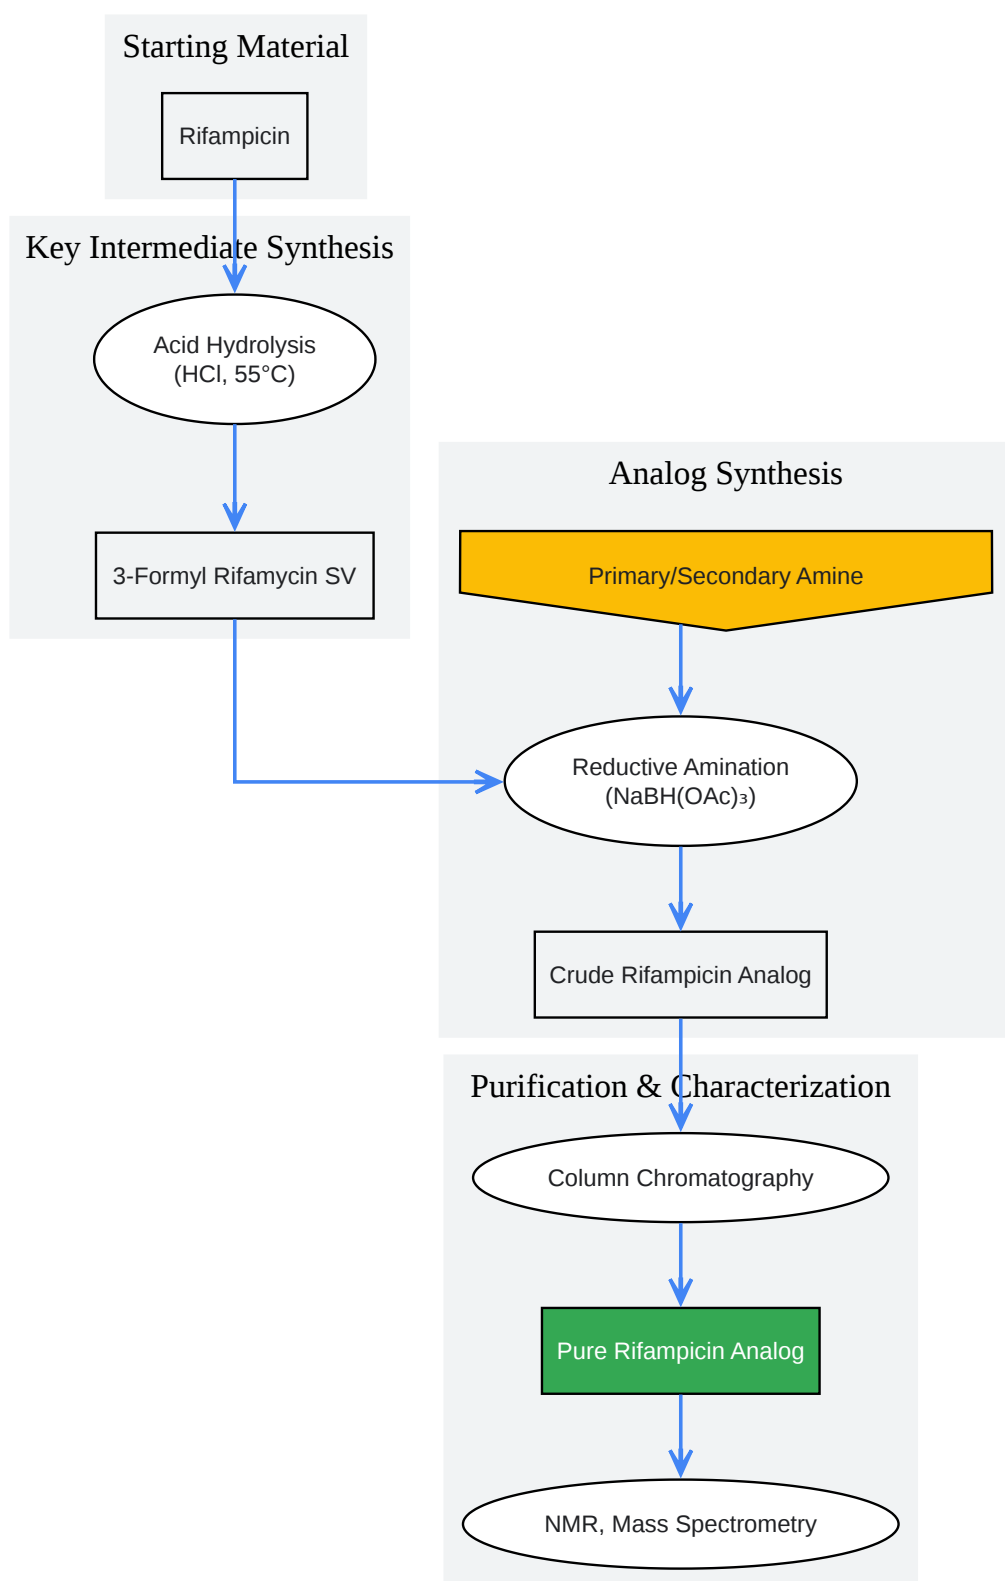 Starting Material
Rifampicin
Key Intermediate Synthesis
Acid Hydrolysis
(HCl, 55°C)
3-Formyl Rifamycin SV
Analog Synthesis
Primary/Secondary Amine
Reductive Amination
(NaBH(OAc)₃)
Crude Rifampicin Analog
Purification & Characterization
Column Chromatography
Pure Rifampicin Analog
NMR, Mass Spectrometry